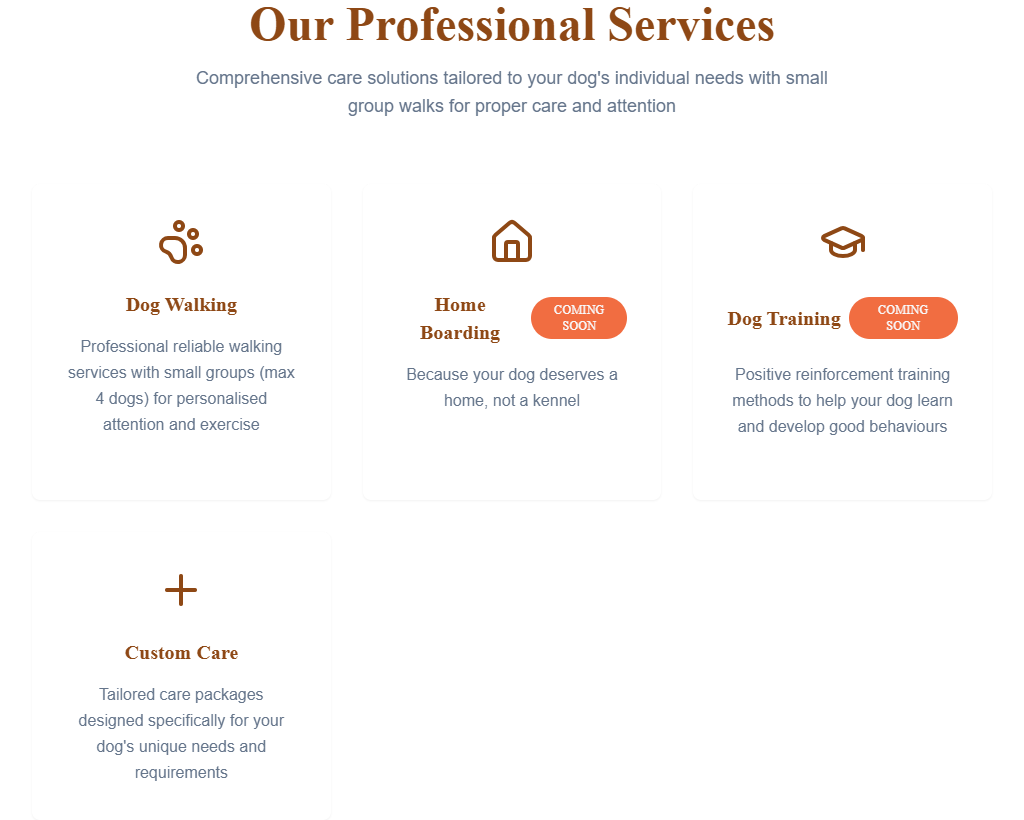 Our Professional Services
Comprehensive care solutions tailored to your dog's individual needs with small
group walks for proper care and attention
Dog Walking
Professional reliable walking
services with small groups (max
4 dogs) for personalised
attention and exercise
Home
Boarding
COMING
SOON
Because your dog deserves a
home, not a kennel
Dog Training
COMING
SOON
Positive reinforcement training
methods to help your dog learn
and develop good behaviours
Custom Care
Tailored care packages
designed specifically for your
dog's unique needs and
requirements